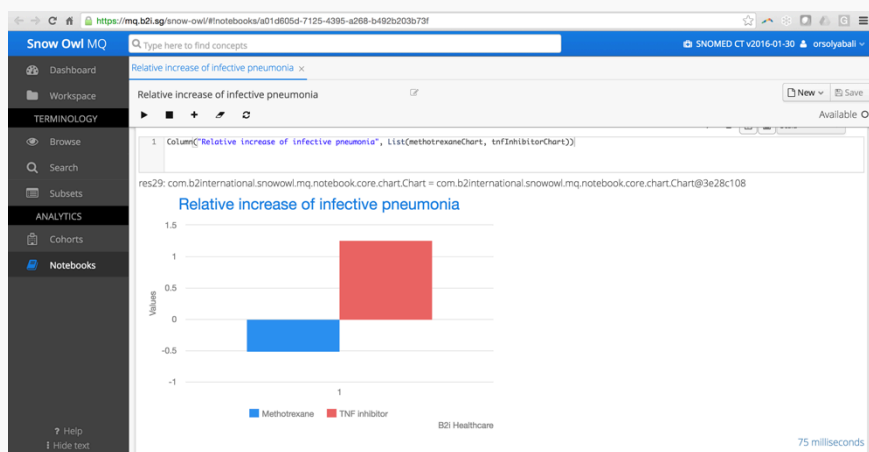 https://mq.b2i.sg/snow-owl/#!notebooks/a01d605d-7125-4395-a268-b492b203b73f
Snow Owl MQ
Type here to find concepts
SNOMED CT v2016-01-30
orsolyabali
Dashboard
Workspace
TERMINOLOGY
Browse
Search
Subsets
ANALYTICS
Cohorts
Notebooks
? Help
Hide text
Relative increase of infective pneumonia ×
Relative increase of infective pneumonia
New
Save
Available
1 Column("Relative increase of infective pneumonia", List(methotrexaneChart, tnfInhibitorChart))
res29: com.b2international.snowowl.mq.notebook.core.chart.Chart = com.b2international.snowowl.mq.notebook.core.chart.Chart@3e28c108
Relative increase of infective pneumonia
Values
1.5
1
0.5
0
-0.5
-1
1
Methotrexane TNF inhibitor
B2i Healthcare
75 milliseconds